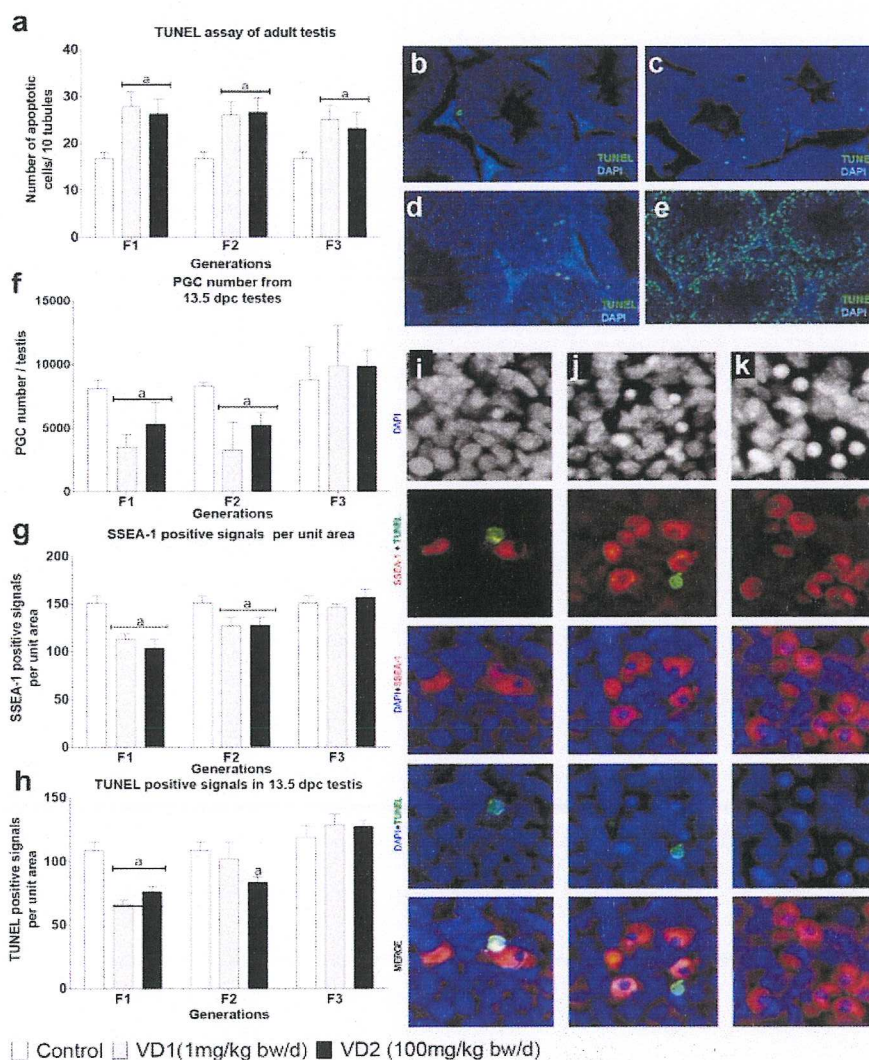 a
TUNEL assay of adult testis
Number of apoptotic
cells/ 10 tubules
40
30
20
10
0
a
a
a
F1
F2
F3
Generations
b
TUNEL
DAPI
c
TUNEL
DAPI
d
TUNEL
DAPI
e
TUNEL
DAPI
f
PGC number from
13.5 dpc testes
PGC number / testis
15000
10000
5000
0
a
a
F1
F2
F3
Generations
g
SSEA-1 positive signals per unit area
SSEA-1 positive signals
per unit area
200
150
100
50
0
a
a
F1
F2
F3
Generations
h
TUNEL positive signals in 13.5 dpc testis
TUNEL positive signals
per unit area
150
100
50
0
a
a
F1
F2
F3
Generations
i
j
k
DAPI
SSEA-1 + TUNEL
DAPI+SSEA-1
DAPI+TUNEL
MERGE
Control
VD1(1mg/kg bw/d)
VD2 (100mg/kg bw/d)